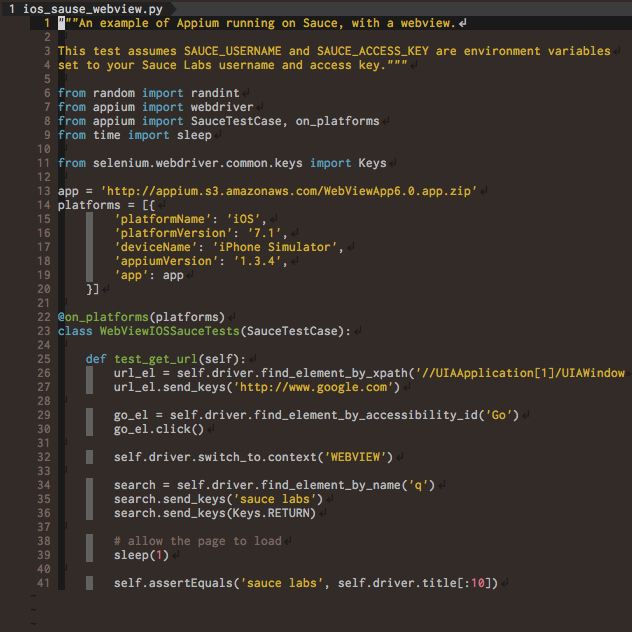 1 ios_sause_webview.py
1 """An example of Appium running on Sauce, with a webview.
2
3 This test assumes SAUCE_USERNAME and SAUCE_ACCESS_KEY are environment variables
4 set to your Sauce Labs username and access key."""
5
6 from random import randint
7 from appium import webdriver
8 from appium import SauceTestCase, on_platforms
9 from time import sleep
10
11 from selenium.webdriver.common.keys import Keys
12
13 app = 'http://appium.s3.amazonaws.com/WebViewApp6.0.app.zip'
14 platforms = [{
15         'platformName': 'iOS',
16         'platformVersion': '7.1',
17         'deviceName': 'iPhone Simulator',
18         'appiumVersion': '1.3.4',
19         'app': app
20     }]
21
22 @on_platforms(platforms)
23 class WebViewIOSSauceTests(SauceTestCase):
24
25     def test_get_url(self):
26         url_el = self.driver.find_element_by_xpath('//UIAApplication[1]/UIAWindow
27         url_el.send_keys('http://www.google.com')
28
29         go_el = self.driver.find_element_by_accessibility_id('Go')
30         go_el.click()
31
32         self.driver.switch_to.context('WEBVIEW')
33
34         search = self.driver.find_element_by_name('q')
35         search.send_keys('sauce labs')
36         search.send_keys(Keys.RETURN)
37
38         # allow the page to load
39         sleep(1)
40
41         self.assertEquals('sauce labs', self.driver.title[:10])
~
~
~